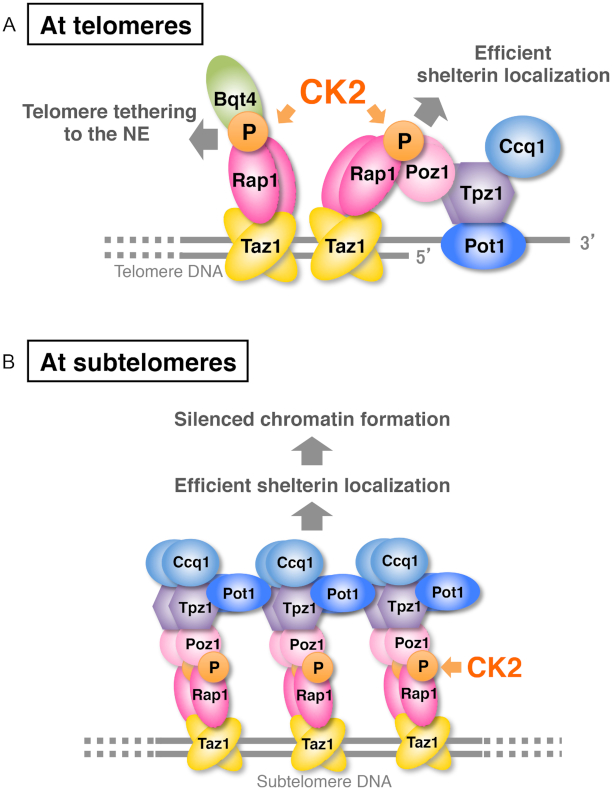 A
At telomeres
Efficient
shelterin localization
Bqt4
CK2
Telomere tethering
to the NE
P
P
Ccq1
Rap1
Rap1
Poz1
Tpz1
Taz1
Taz1
Pot1
3’
5’
Telomere DNA
B
At subtelomeres
Silenced chromatin formation
Efficient shelterin localization
Ccq1
Ccq1
Ccq1
Pot1
Pot1
Pot1
Tpz1
Tpz1
Tpz1
Poz1
Poz1
Poz1
P
P
P
CK2
Rap1
Rap1
Rap1
Taz1
Taz1
Taz1
Subtelomere DNA